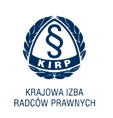 §
KIRP
KRAJOWA IZBA
RADCÓW PRAWNYCH